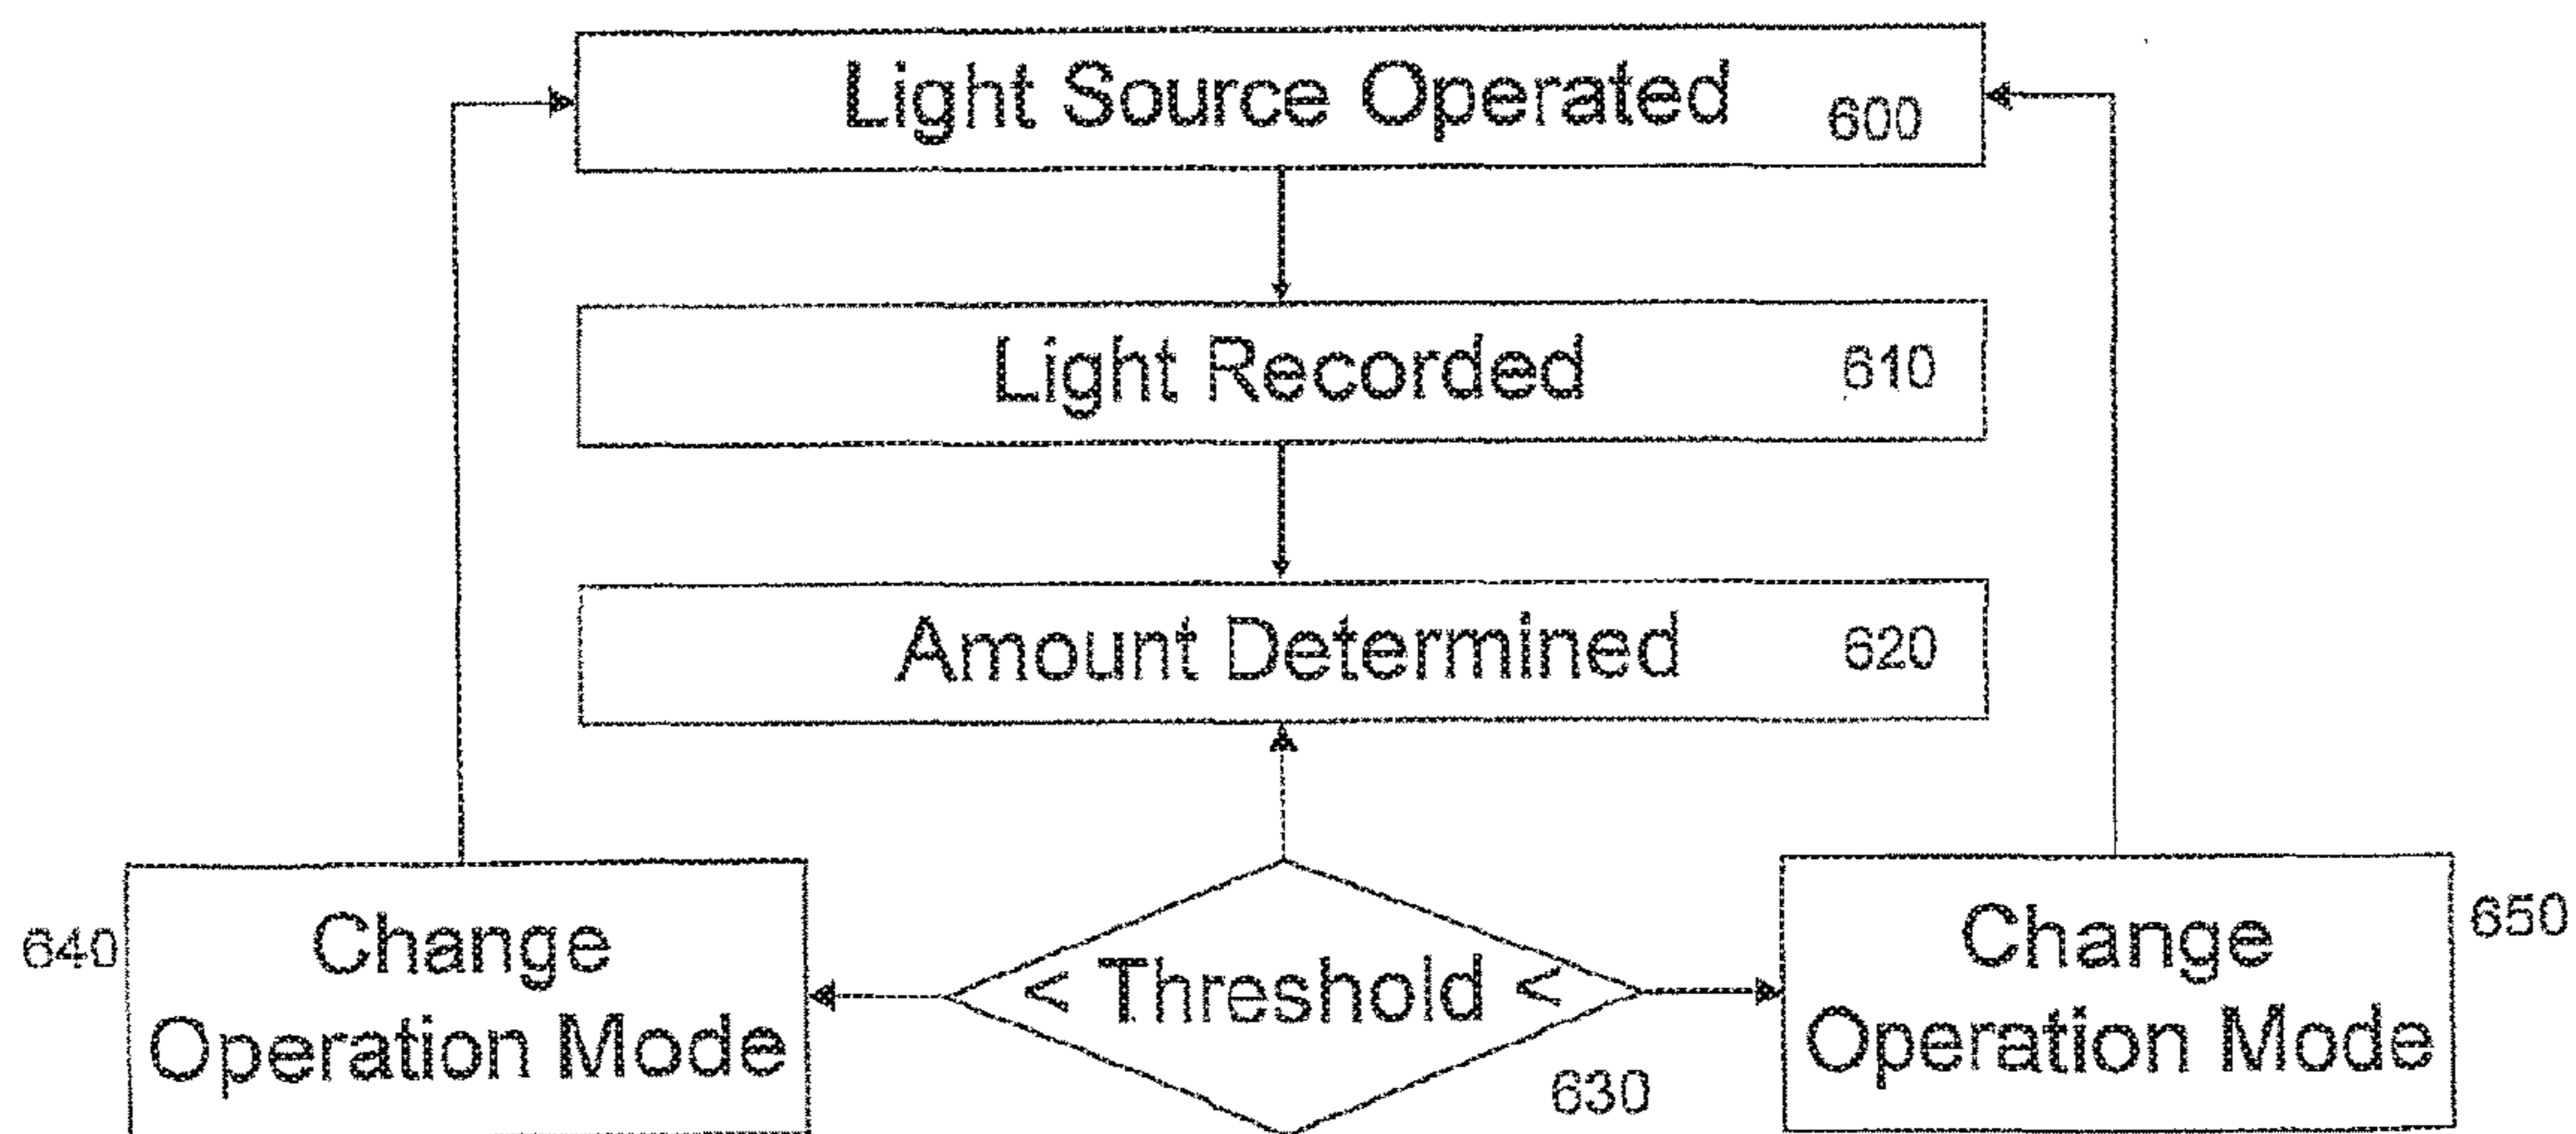 Light Source Operated 600
Light Recorded 610
Amount Determined 620
640
Change
Operation Mode
< Threshold <
630
Change
Operation Mode
650